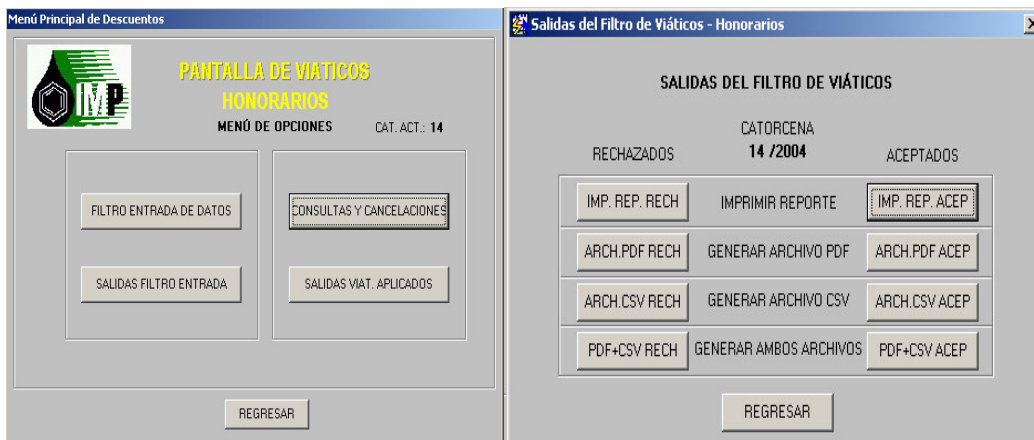 Menú Principal de Descuentos
IMP
PANTALLA DE VIATICOS
HONORARIOS
MENÚ DE OPCIONES CAT. ACT.: 14
FILTRO ENTRADA DE DATOS CONSULTAS Y CANCELACIONES
SALIDAS FILTRO ENTRADA SALIDAS VIAT. APLICADOS
REGRESAR
Salidas del Filtro de Viáticos - Honorarios
SALIDAS DEL FILTRO DE VIÁTICOS
CATORCENA
RECHAZADOS 14 /2004 ACEPTADOS
IMP. REP. RECH IMPRIMIR REPORTE IMP. REP. ACEP
ARCH.PDF RECH GENERAR ARCHIVO PDF ARCH.PDF ACEP
ARCH.CSV RECH GENERAR ARCHIVO CSV ARCH.CSV ACEP
PDF+CSV RECH GENERAR AMBOS ARCHIVOS PDF+CSV ACEP
REGRESAR